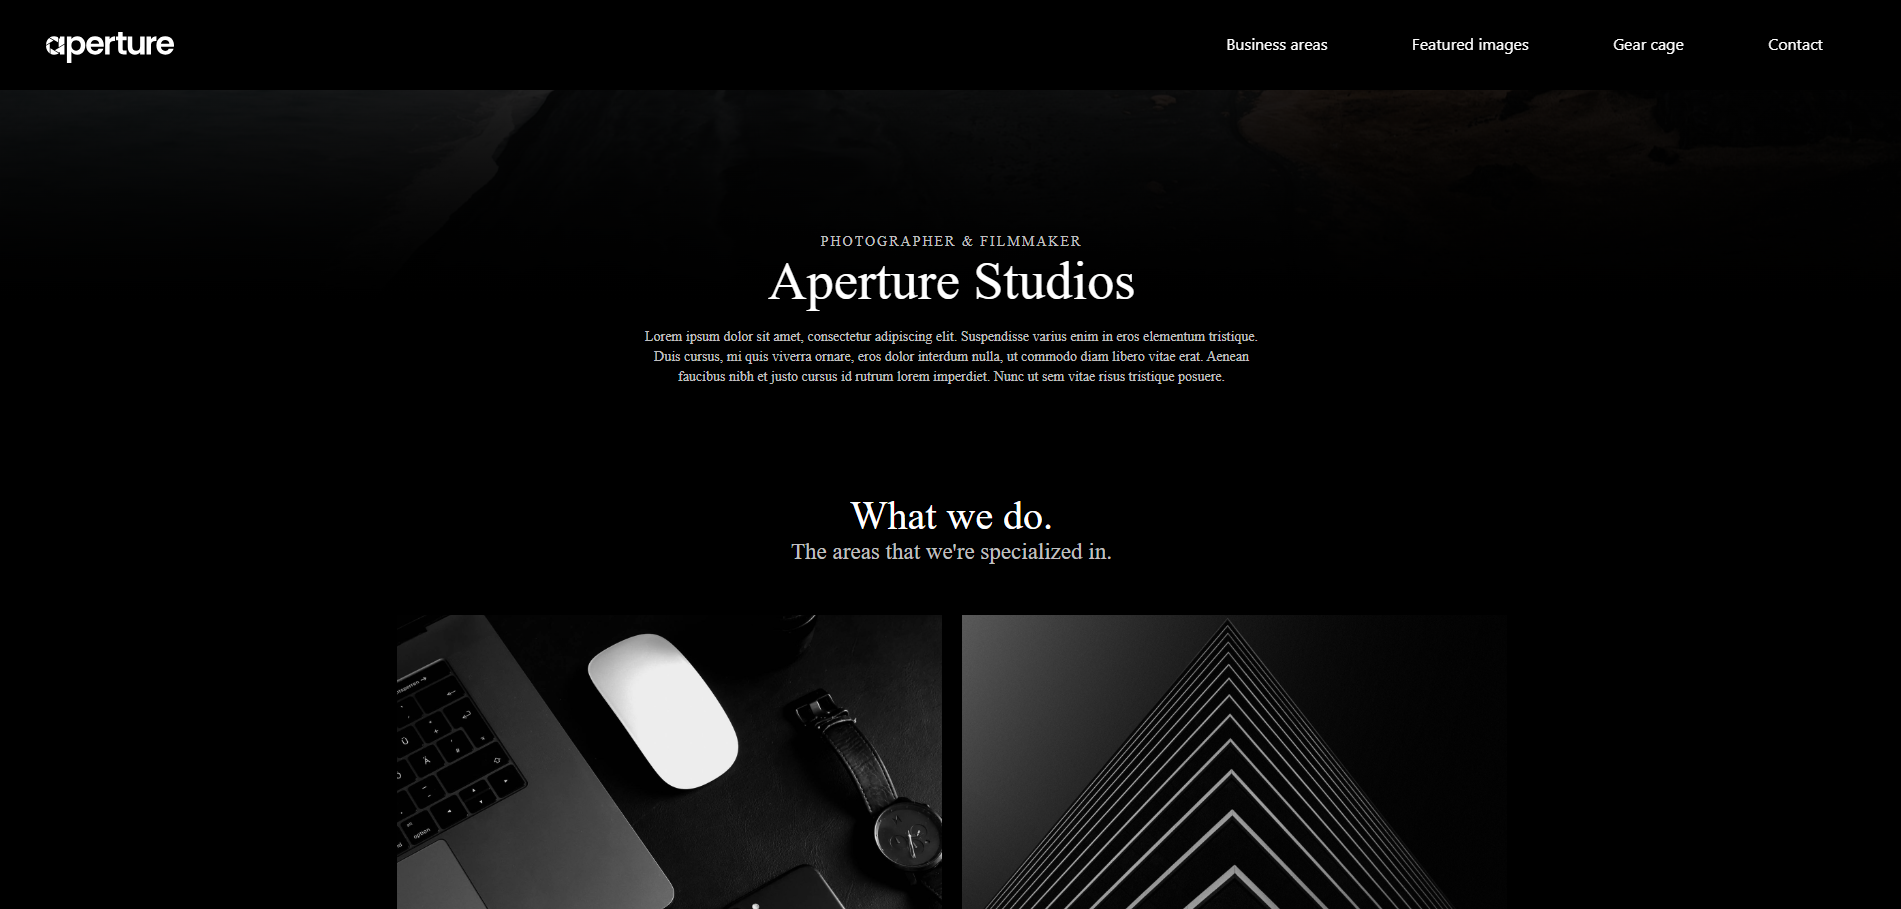 aperture
Business areas
Featured images
Gear cage
Contact
PHOTOGRAPHER & FILMMAKER
Aperture Studios
Lorem ipsum dolor sit amet, consectetur adipiscing elit. Suspendisse varius enim in eros elementum tristique.
Duis cursus, mi quis viverra ornare, eros dolor interdum nulla, ut commodo diam libero vitae erat. Aenean
faucibus nibh et justo cursus id rutrum lorem imperdiet. Nunc ut sem vitae risus tristique posuere.
What we do.
The areas that we're specialized in.
Ü
Ä
option